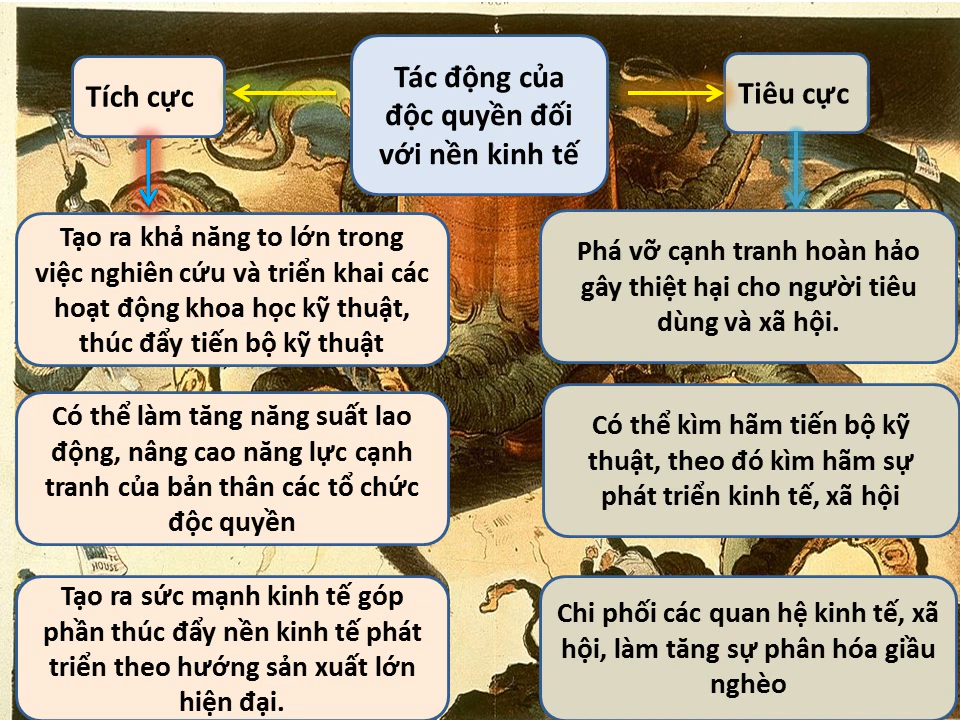 Tác động của
độc quyền đối
với nền kinh tế
Tích cực
Tiêu cực
Tạo ra khả năng to lớn trong
việc nghiên cứu và triển khai các
hoạt động khoa học kỹ thuật,
thúc đẩy tiến bộ kỹ thuật
Có thể làm tăng năng suất lao
động, nâng cao năng lực cạnh
tranh của bản thân các tổ chức
độc quyền
Tạo ra sức mạnh kinh tế góp
phần thúc đẩy nền kinh tế phát
triển theo hướng sản xuất lớn
hiện đại.
Phá vỡ cạnh tranh hoàn hảo
gây thiệt hại cho người tiêu
dùng và xã hội.
Có thể kìm hãm tiến bộ kỹ
thuật, theo đó kìm hãm sự
phát triển kinh tế, xã hội
Chi phối các quan hệ kinh tế, xã
hội, làm tăng sự phân hóa giầu
nghèo
HOUSE